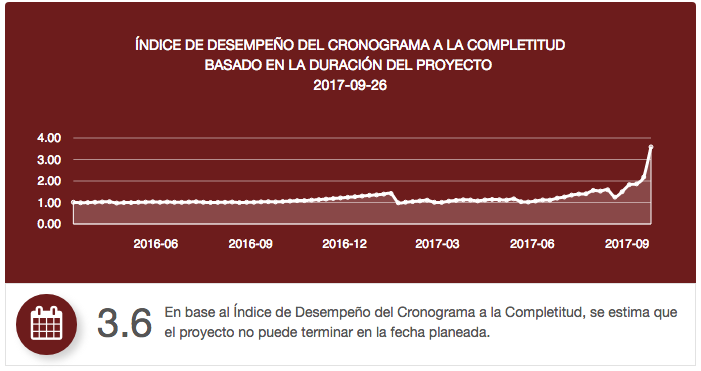 ÍNDICE DE DESEMPEÑO DEL CRONOGRAMA A LA COMPLETITUD
BASADO EN LA DURACIÓN DEL PROYECTO
2017-09-26
4.00
3.00
2.00
1.00
0.00
2016-06 2016-09 2016-12 2017-03 2017-06 2017-09
3.6
En base al Índice de Desempeño del Cronograma a la Completitud, se estima que
el proyecto no puede terminar en la fecha planeada.